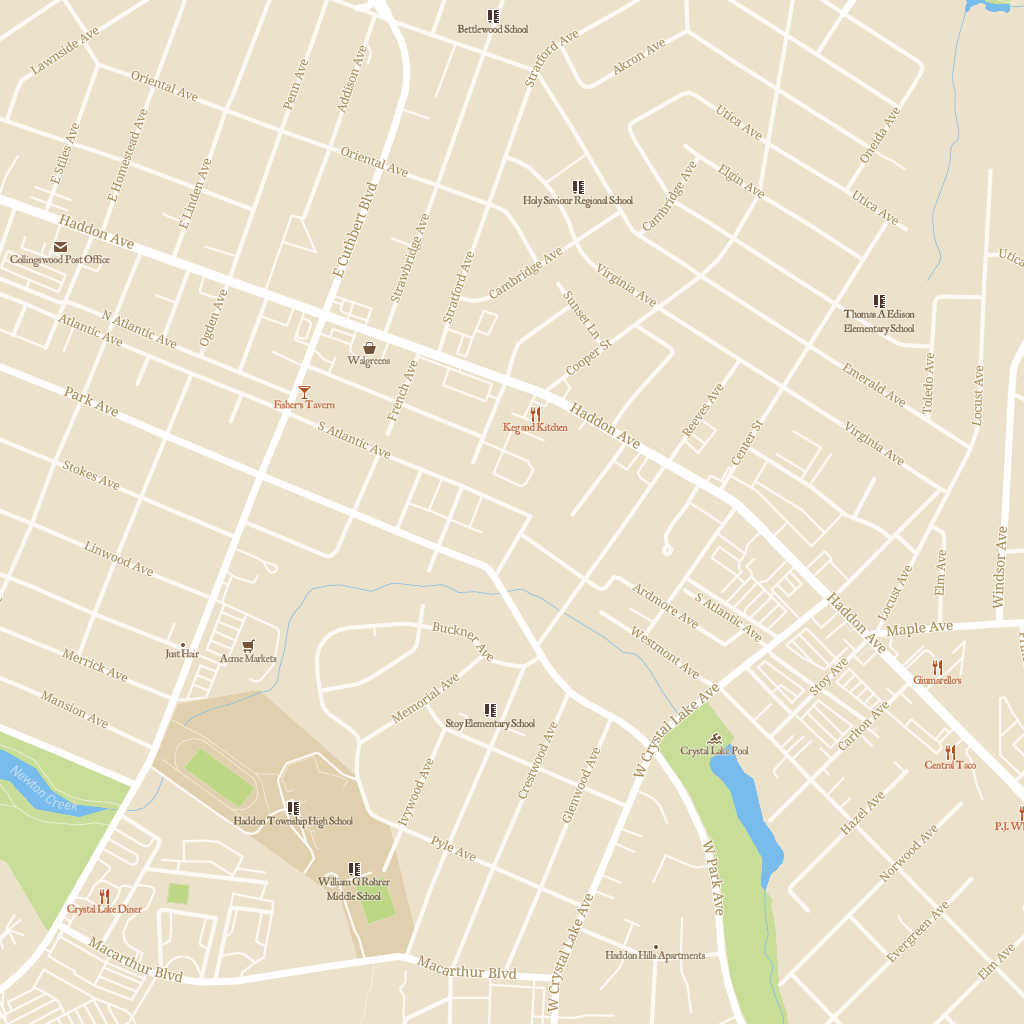 Bettlewood School
Lawnside Ave
Stratford Ave
Akron Ave
Oriental Ave
Penn Ave
Addison Ave
Utica Ave
Oneida Ave
E Stiles Ave
E Homestead Ave
Oriental Ave
E Linden Ave
Elgin Ave
Cambridge Ave
Holy Saviour Regional School
Utica Ave
Haddon Ave
E Cuthbert Blvd
Strawbridge Ave
Collingswood Post Office
Stratford Ave
Cambridge Ave
Utica
Virginia Ave
Sunset Ln
Ogden Ave
N Atlantic Ave
Atlantic Ave
Thomas A Edison
Elementary School
Walgreens
Cooper St
French Ave
Toledo Ave
Locust Ave
Emerald Ave
Park Ave
Fisher's Tavern
Keg and Kitchen
Haddon Ave
Reeves Ave
Center St
S Atlantic Ave
Virginia Ave
Stokes Ave
Linwood Ave
Windsor Ave
Elm Ave
Locust Ave
Ardmore Ave
S Atlantic Ave
Haddon Ave
Maple Ave
Buckner Ave
Westmont Ave
Just Hair
Acme Markets
Merrick Ave
Stoy Ave
Giumarello's
Memorial Ave
Mansion Ave
Stoy Elementary School
W Crystal Lake Ave
Carlton Ave
Crystal Lake Pool
Central Taco
Newton Creek
Crestwood Ave
Glenwood Ave
Ivywood Ave
Haddon Township High School
Hazel Ave
P.J. W
Pyle Ave
Norwood Ave
William G Rohrer
Middle School
W Park Ave
Crystal Lake Diner
Evergreen Ave
Macarthur Blvd
Macarthur Blvd
W Crystal Lake Ave
Haddon Hills Apartments
Elm Ave